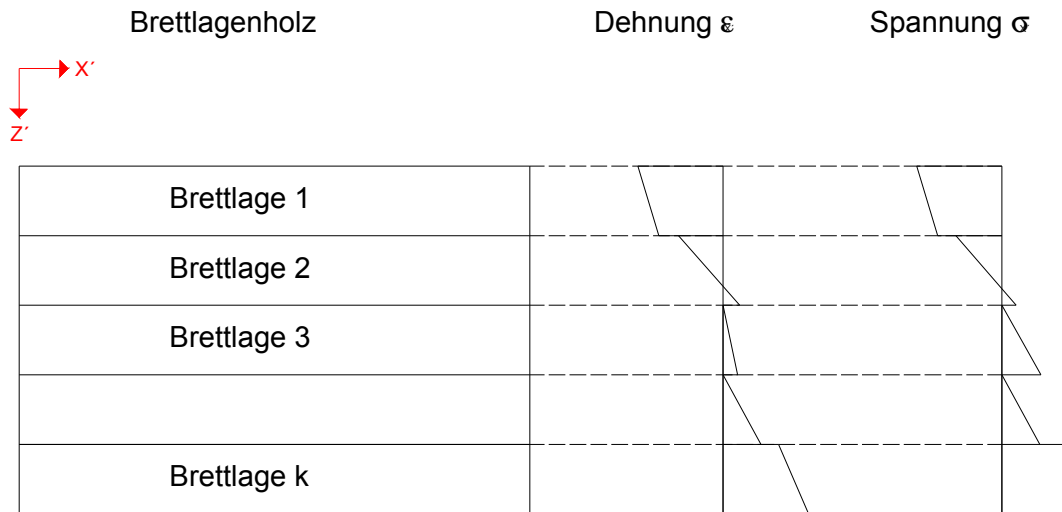 Brettlagenholz Dehnung ε Spannung σ
X´
Z´
Brettlage 1
Brettlage 2
Brettlage 3
Brettlage k